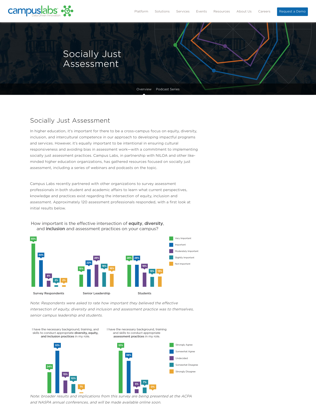 campuslabs
Platform Solutions Services Events Resources About Us Careers Request a Demo
Socially Just
Assessment
Overview Podcast Series
Socially Just Assessment
In higher education, it's important for there to be a cross-campus focus on equity, diversity,
inclusion, and intercultural competence in our approach to developing impactful programs
and services. However, it's equally important to be intentional in ensuring cultural
responsiveness and avoiding bias in assessment work—with a commitment to implementing
socially just assessment practices. Campus Labs, in partnership with NILOA and other like-
minded higher education organizations, has gathered resources focused on socially just
assessment, including a series of webinars and podcasts on the topic.
Campus Labs recently partnered with other organizations to survey assessment
professionals in both student and academic affairs to learn what current perspectives,
knowledge and practices exist regarding the intersection of equity, inclusion and
assessment. Approximately 120 assessment professionals responded, with a first look at
initial results below.
How important is the effective intersection of equity, diversity,
and inclusion and assessment practices on your campus?
Very Important
Important
Moderately Important
Slightly Important
Not Important
Survey Respondents Senior Leadership Students
Note: Respondents were asked to rate how important they believed the effective
intersection of equity, diversity and inclusion and assessment practice was to themselves
senior campus leadership and students.
I have the necessary background, training, and
skills to conduct appropriate diversity, equity,
and inclusion practices in my role.
I have the necessary background, training, and
skills to conduct appropriate
assessment practices in my role.
Strongly Agree
Somewhat Agree
Undecided
Somewhat Disagree
Strongly Disagree
Note: Broader results and implications from this survey are being presented at the ACPA
and NASPA annual conferences, and will be made available online soon.